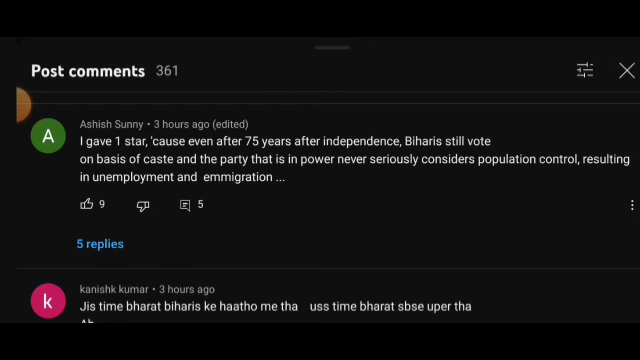 Post comments 361
A
Ashish Sunny • 3 hours ago (edited)
I gave 1 star, 'cause even after 75 years after independence, Biharis still vote
on basis of caste and the party that is in power never seriously considers population control, resulting
in unemployment and emmigration ...
9 5
5 replies
k
kanishk kumar • 3 hours ago
Jis time bharat biharis ke haatho me tha uss time bharat sbse uper tha
Ab